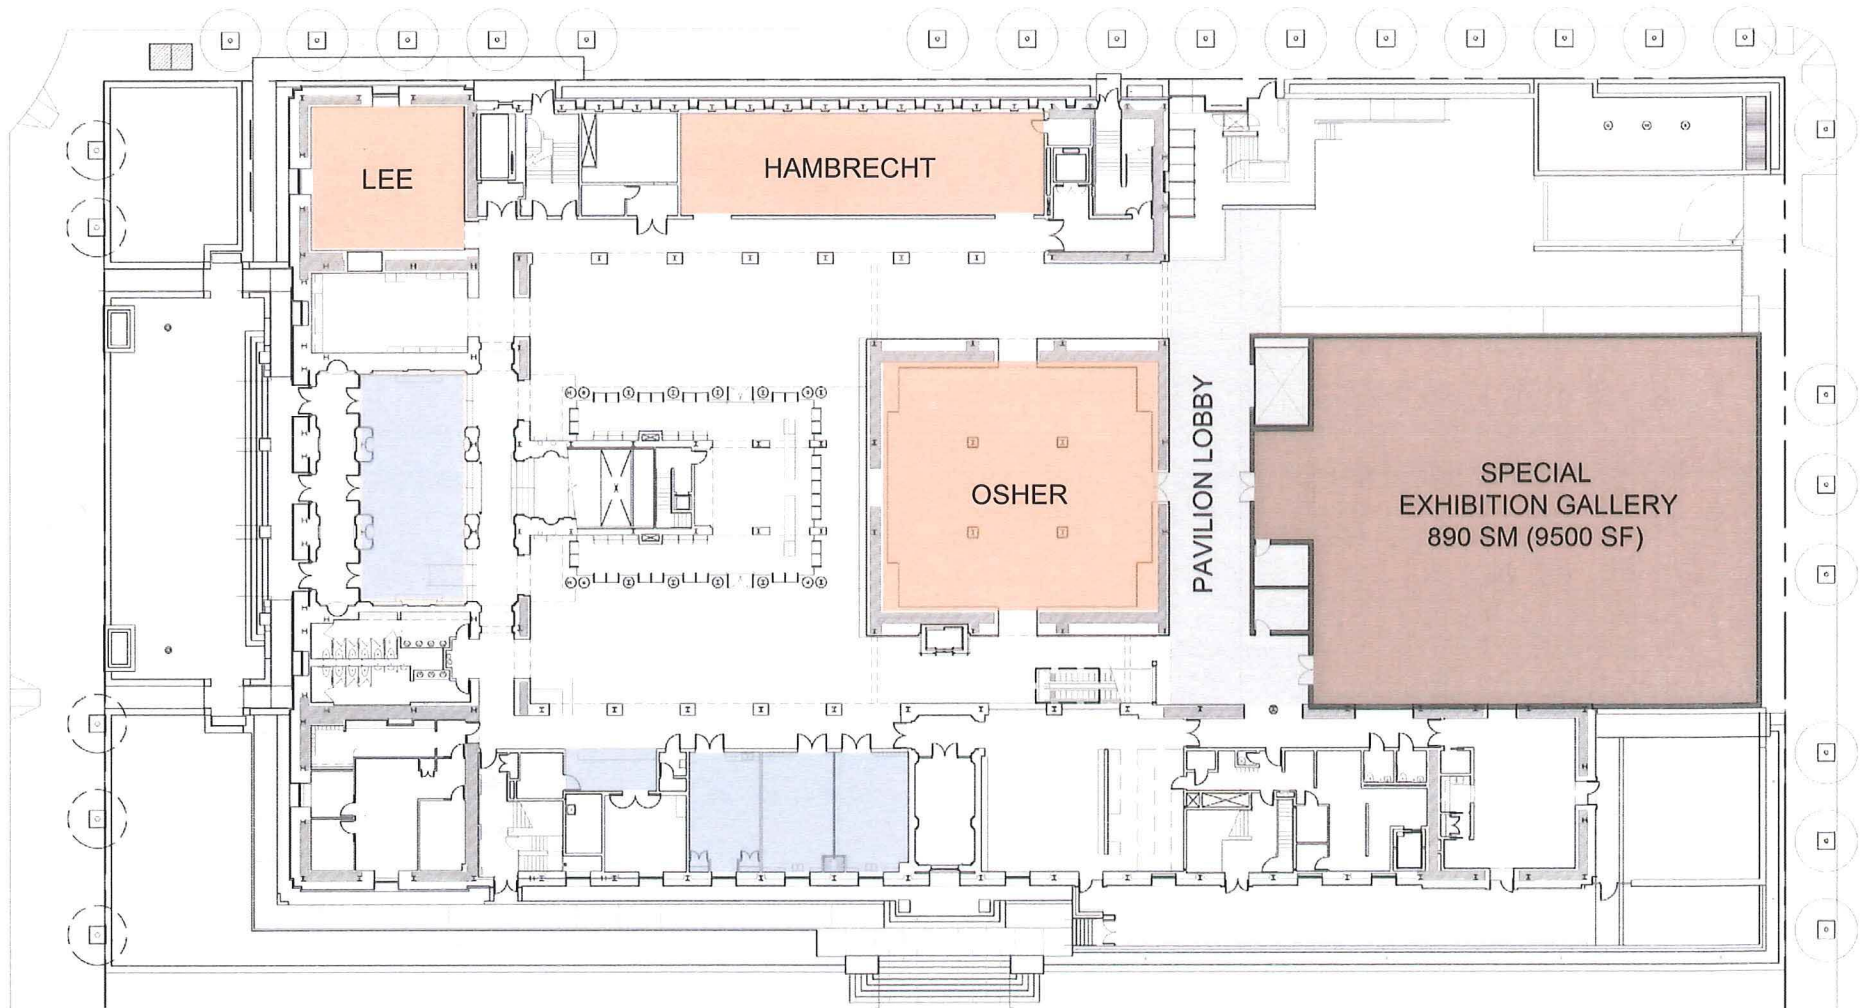 LEE
HAMBRECHT
OSHER
PAVILION LOBBY
SPECIAL
EXHIBITION GALLERY
890 SM (9500 SF)